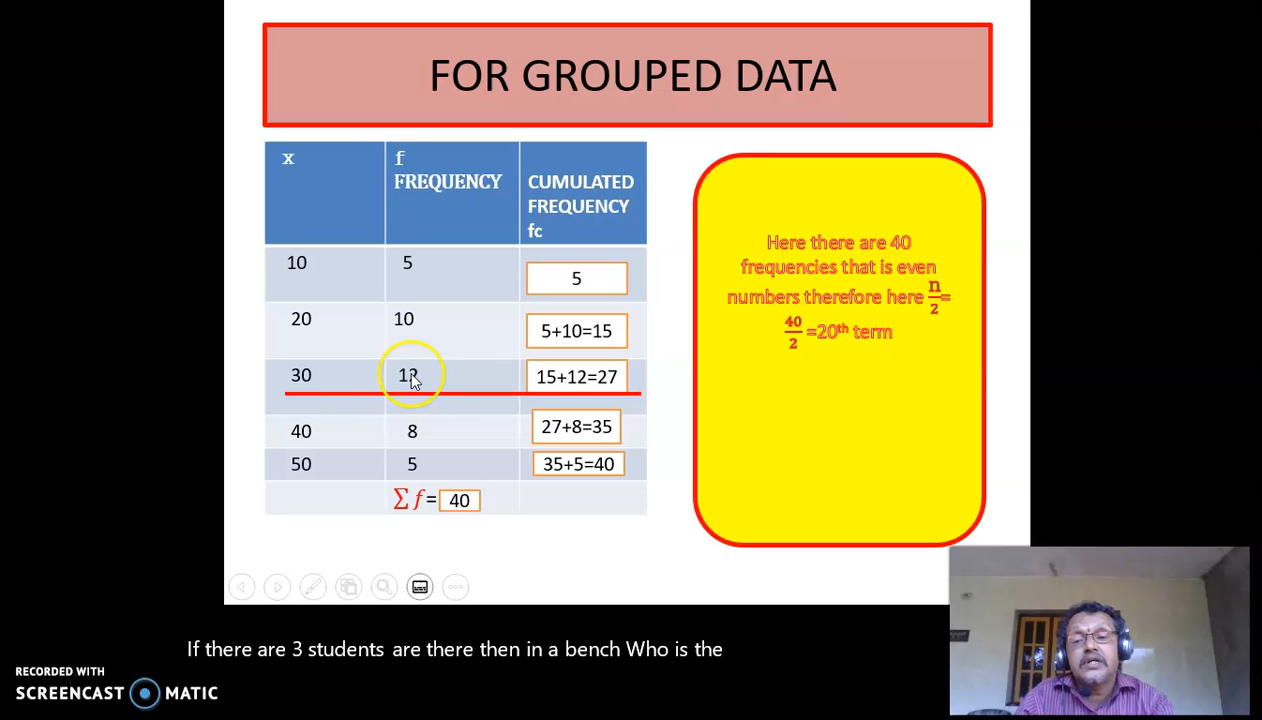 FOR GROUPED DATA
x
f
FREQUENCY
CUMULATED
FREQUENCY
fc
10 5 5
20 10 5+10=15
30 12 15+12=27
40 8 27+8=35
50 5 35+5=40
∑f= 40
Here there are 40
frequencies that is even
numbers therefore here n/2=
40/2 =20th term
If there are 3 students are there then in a bench Who is the
RECORDED WITH
SCREENCAST MATIC